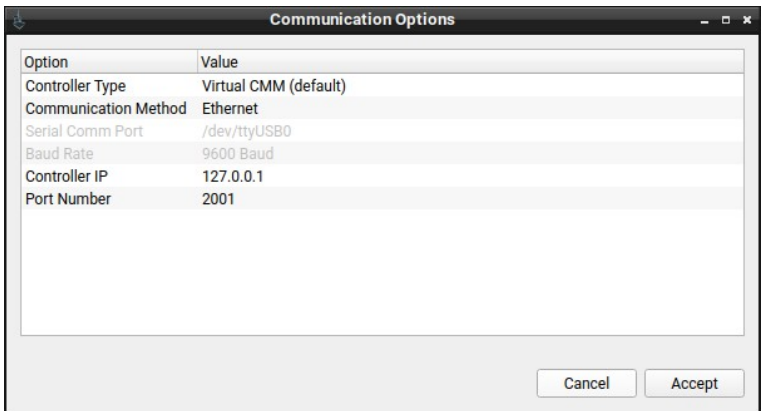 Communication Options
Option Value
Controller Type Virtual CMM (default)
Communication Method Ethernet
Serial Comm Port /dev/ttyUSB0
Baud Rate 9600 Baud
Controller IP 127.0.0.1
Port Number 2001
Cancel Accept